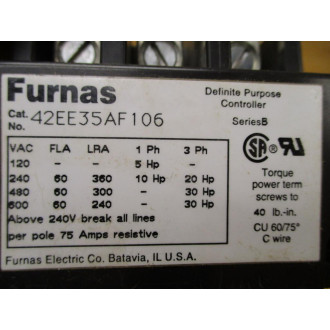 Furnas
Definite Purpose
Controller
Cat. No. 42EE35AF106
Series B
VAC FLA LRA 1 Ph 3 Ph
120 – – 5 Hp
240 60 360 10 Hp 20 Hp
480 60 300 – 30 Hp
600 60 240 – 30 Hp
Above 240V break all lines
per pole 75 Amps resistive
SA
Torque
power term
screws to
40 lb.-in.
CU 60/75°
C wire
Furnas Electric Co. Batavia, IL U.S.A.